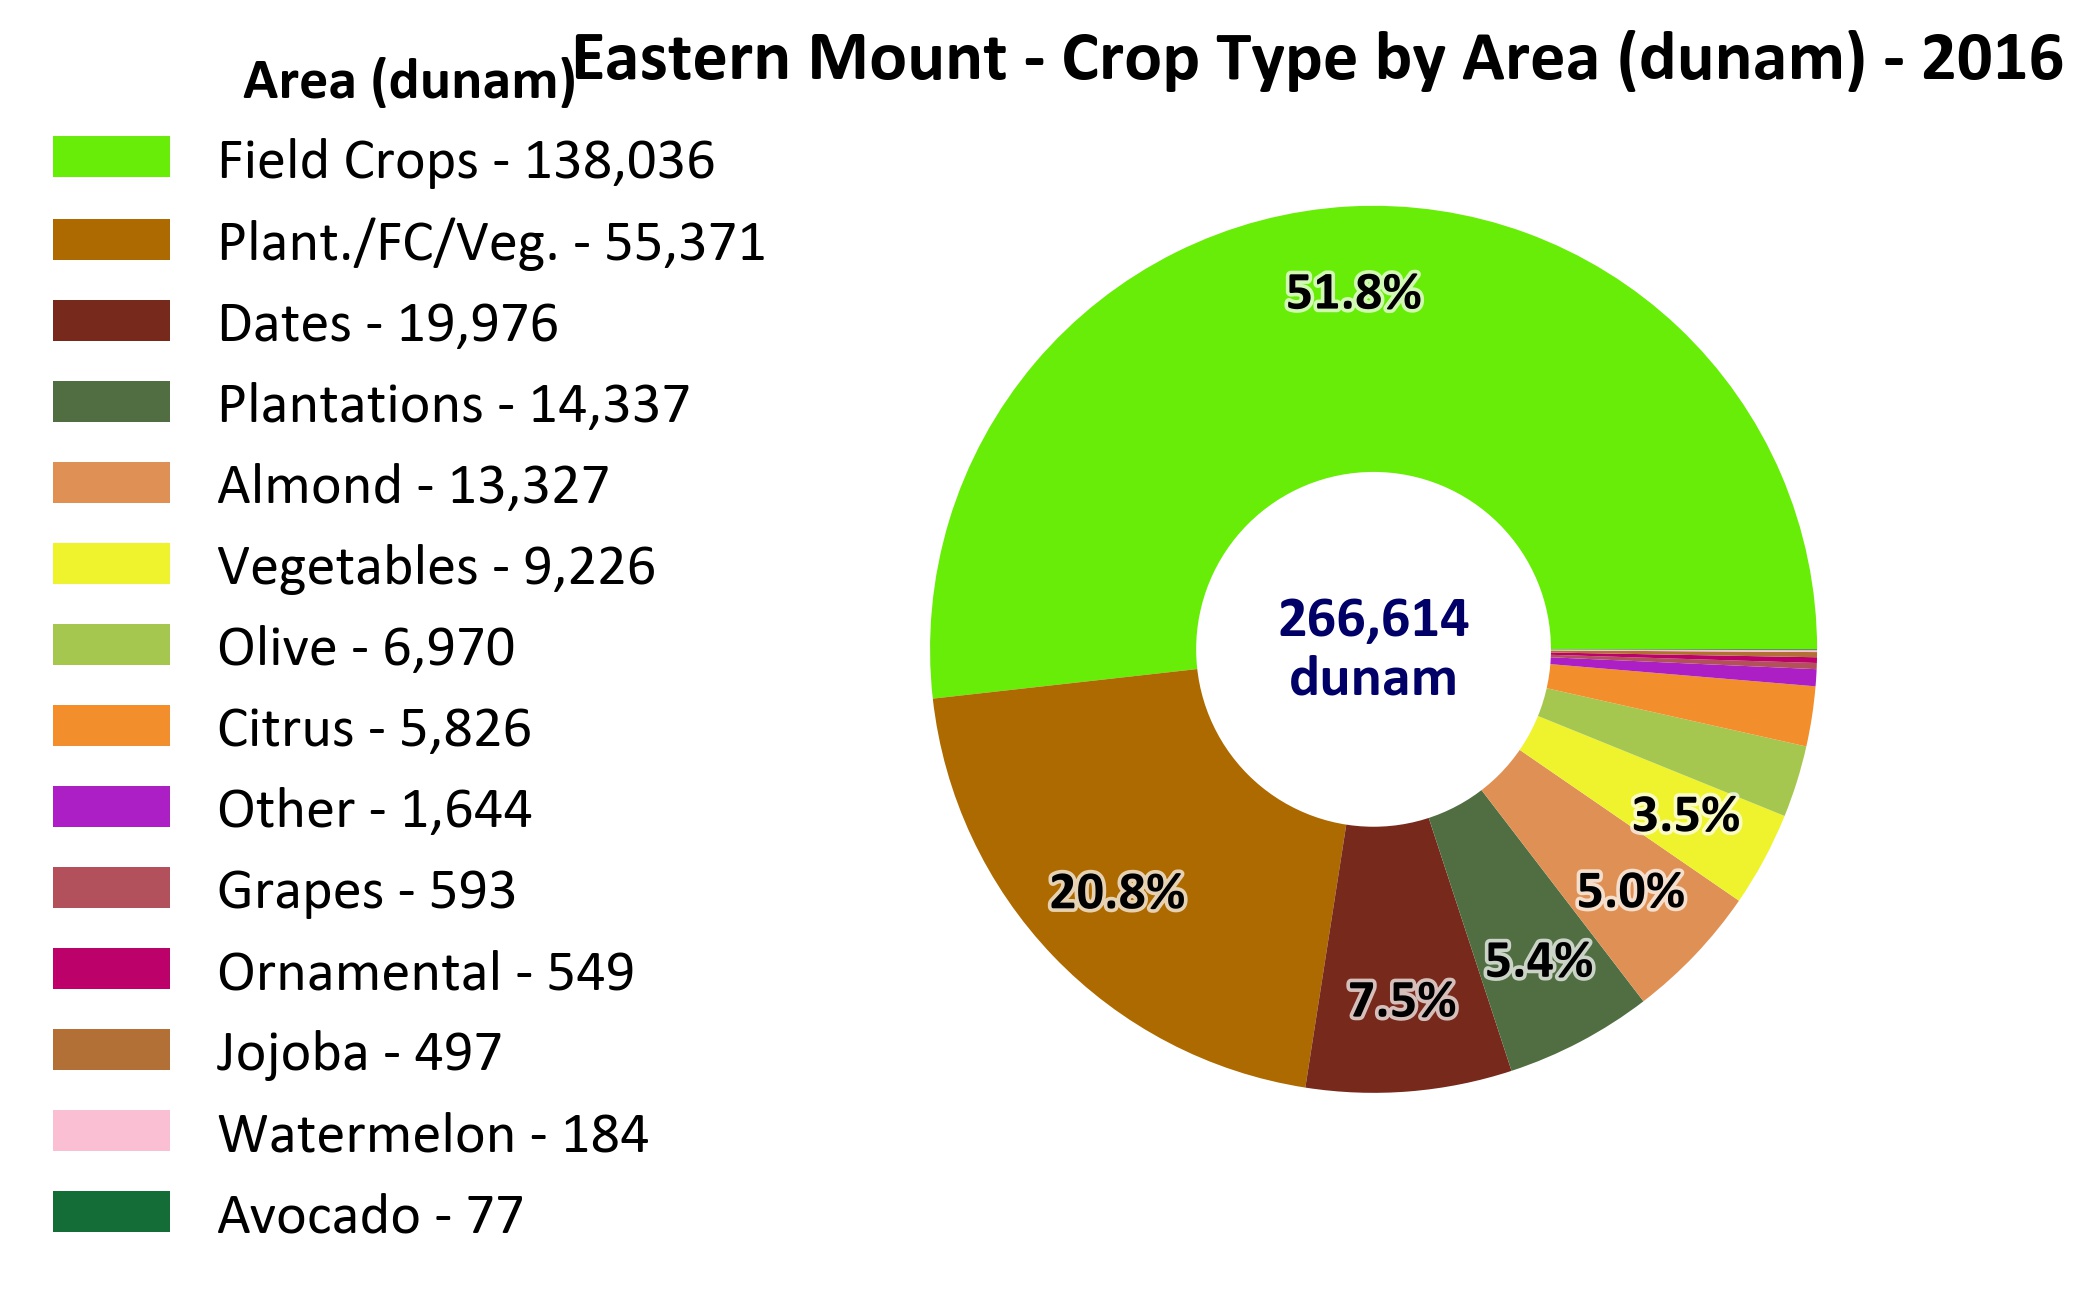 Eastern Mount - Crop Type by Area (dunam) - 2016
Area (dunam)
Field Crops - 138,036
Plant./FC/Veg. - 55,371
Dates - 19,976
Plantations - 14,337
Almond - 13,327
Vegetables - 9,226
Olive - 6,970
Citrus - 5,826
Other - 1,644
Grapes - 593
Ornamental - 549
Jojoba - 497
Watermelon - 184
Avocado - 77
51.8%
266,614
dunam
3.5%
20.8%
5.0%
5.4%
7.5%